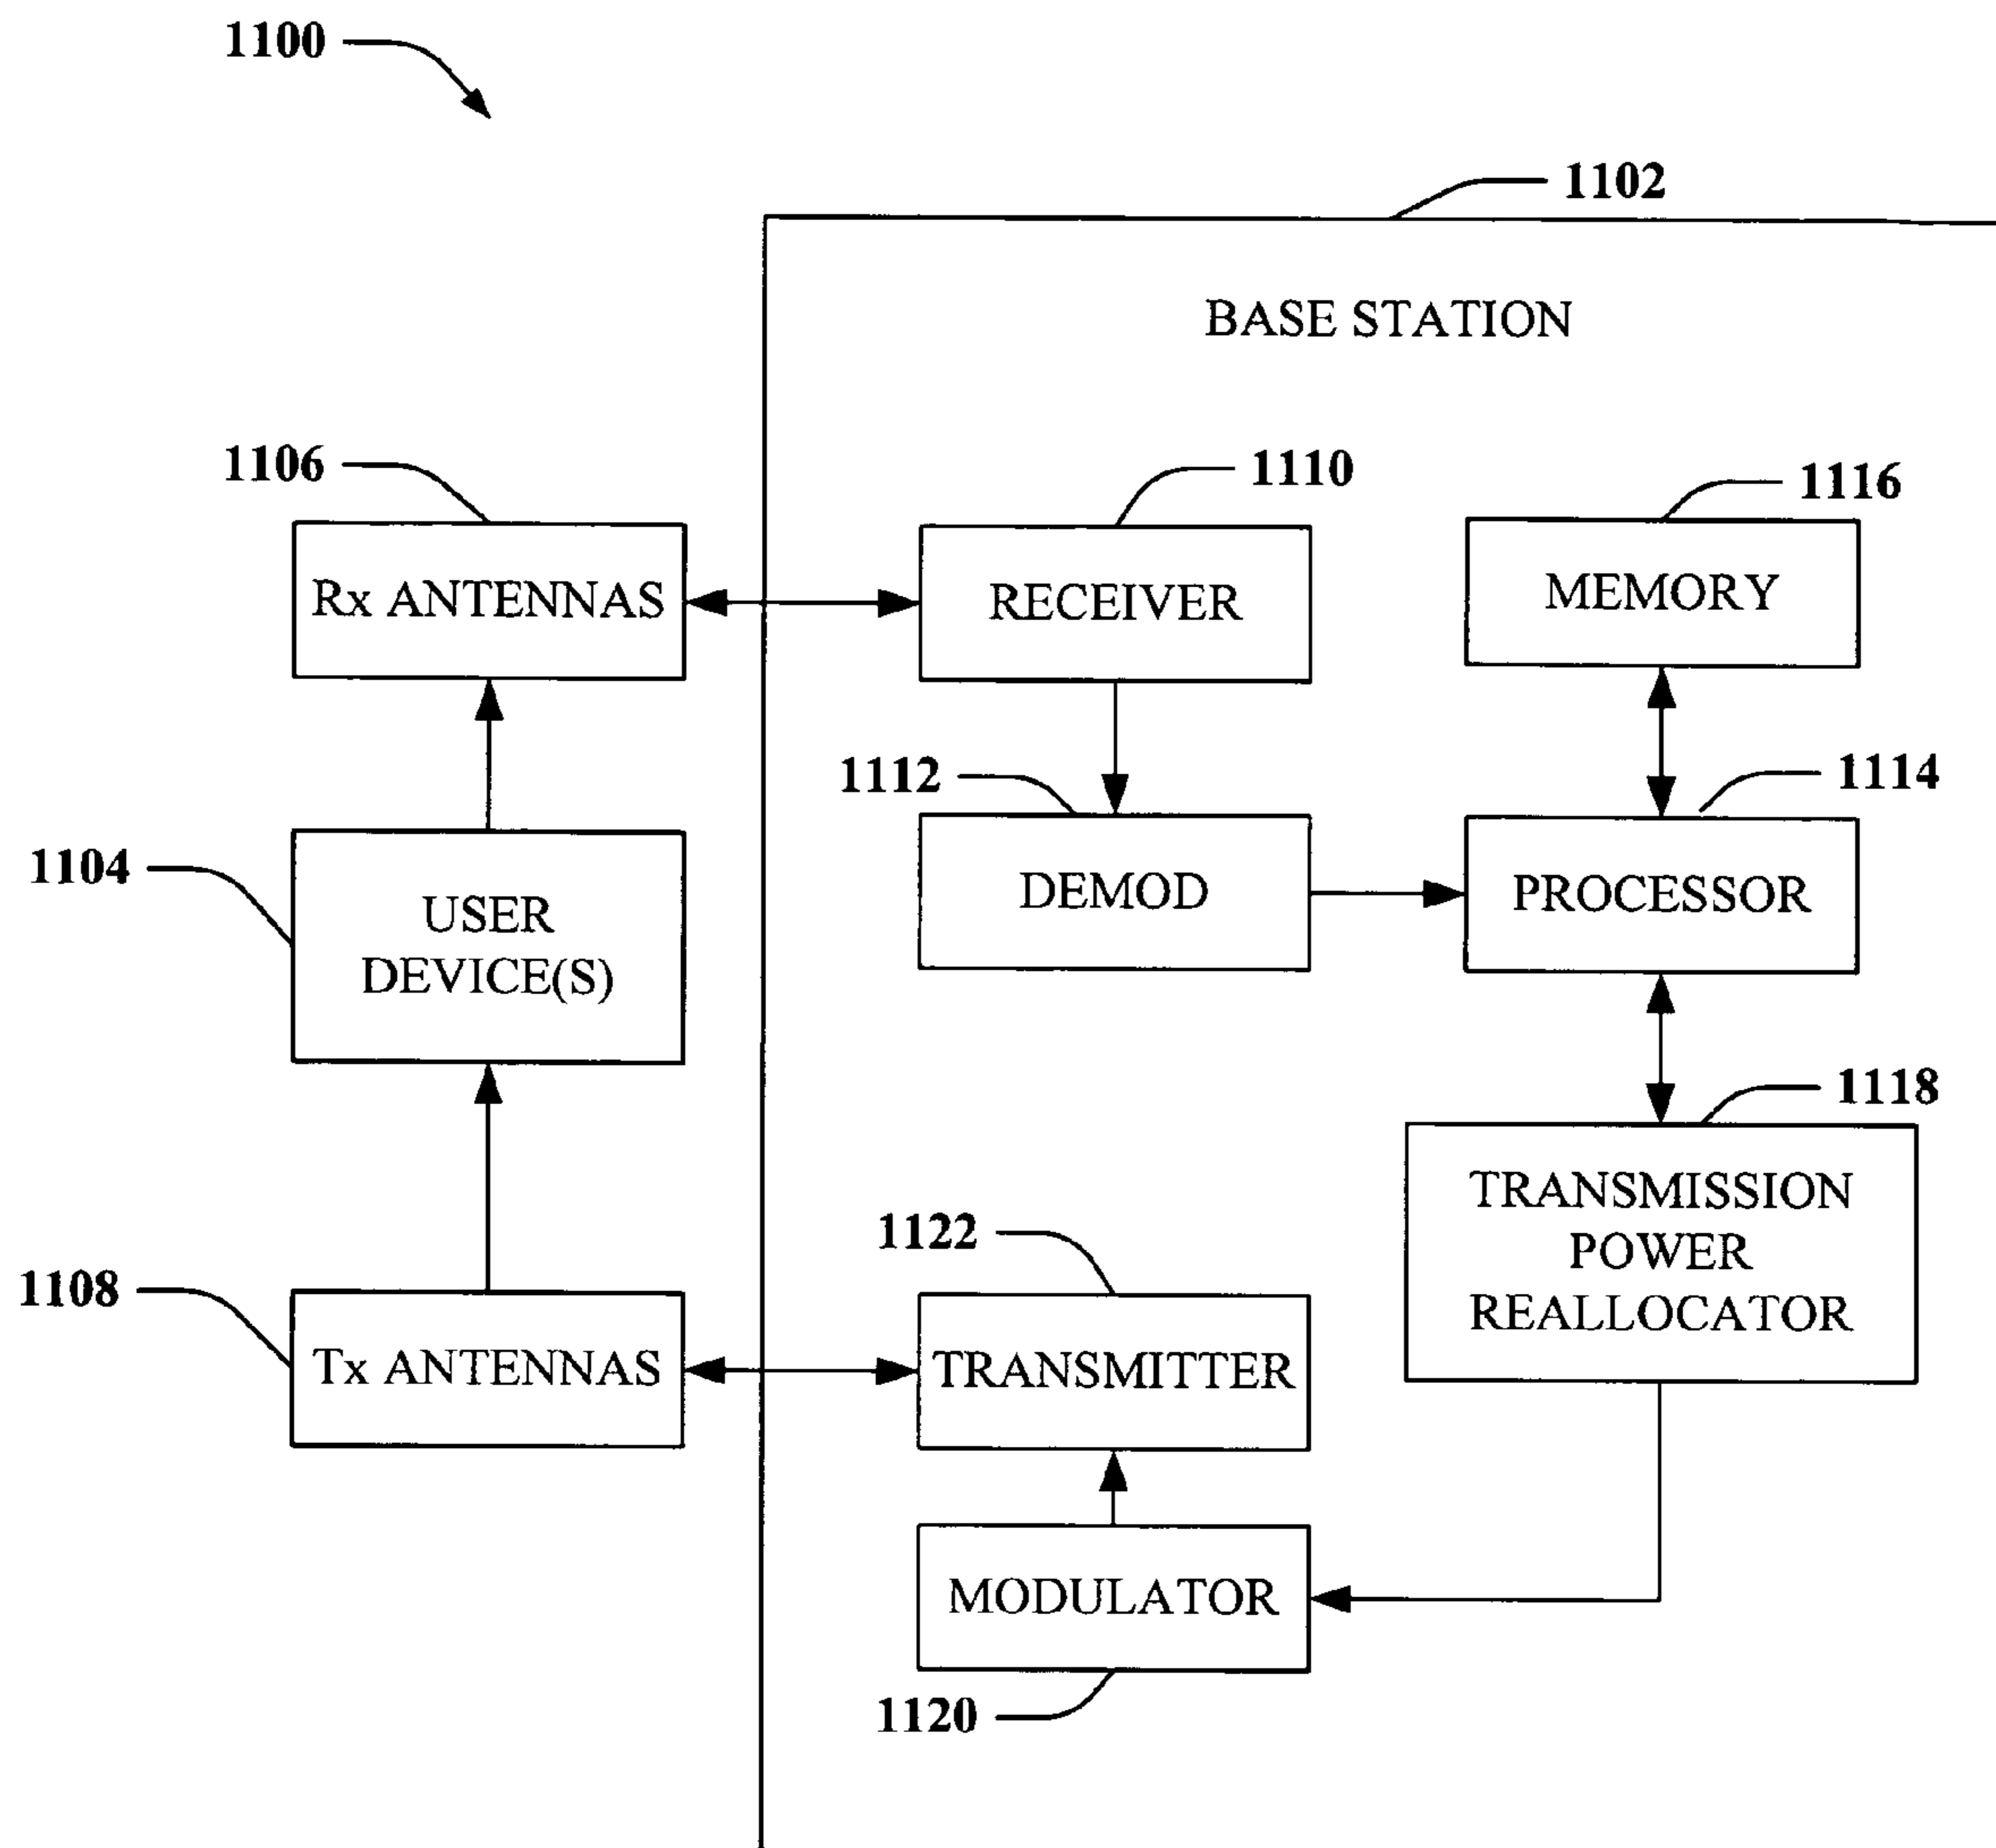 1100
1102
BASE STATION
1106
1110
1116
Rx ANTENNAS
RECEIVER
MEMORY
1112
1114
1104
USER
DEVICE(S)
DEMOD
PROCESSOR
1118
1122
TRANSMISSION
POWER
REALLOCATOR
1108
Tx ANTENNAS
TRANSMITTER
MODULATOR
1120